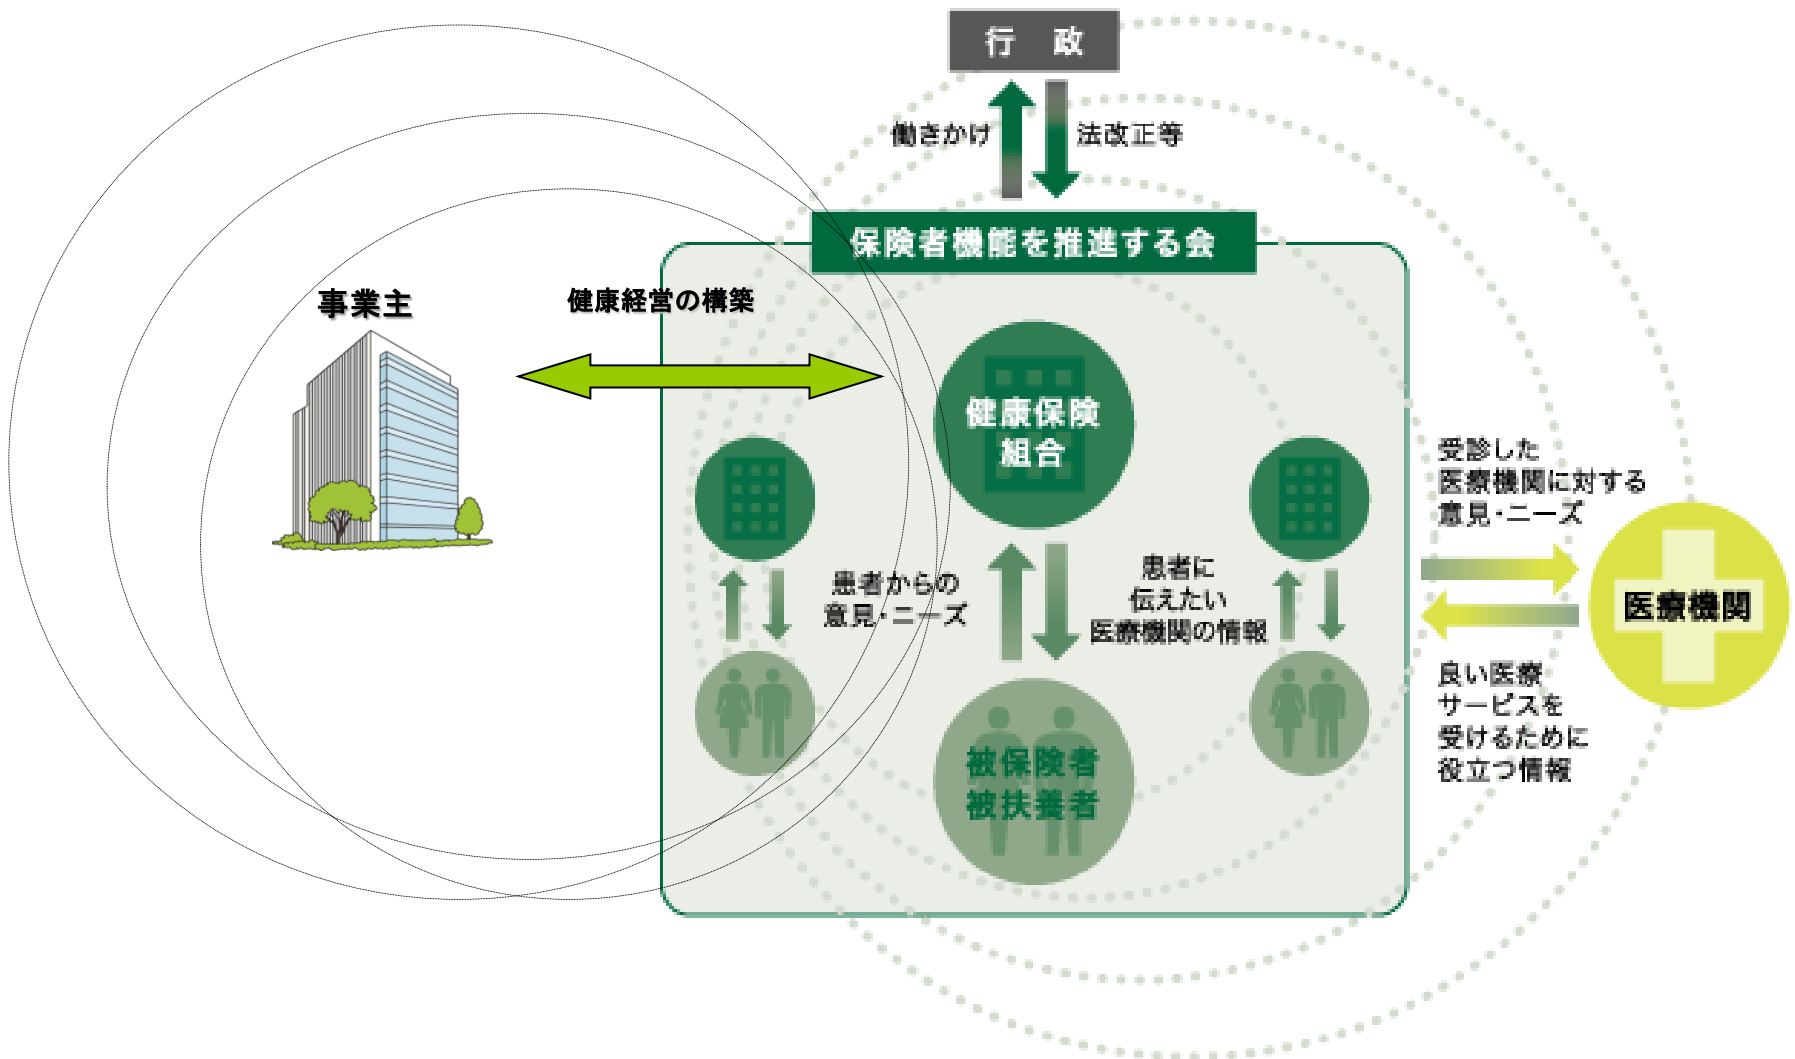 行 政
働きかけ
法改正等
保険者機能を推進する会
事業主
健康経営の構築
健康保険
組合
患者からの
意見・ニーズ
患者に
伝えたい
医療機関の情報
被保険者
被扶養者
受診した
医療機関に対する
意見・ニーズ
医療機関
良い医療
サービスを
受けるために
役立つ情報